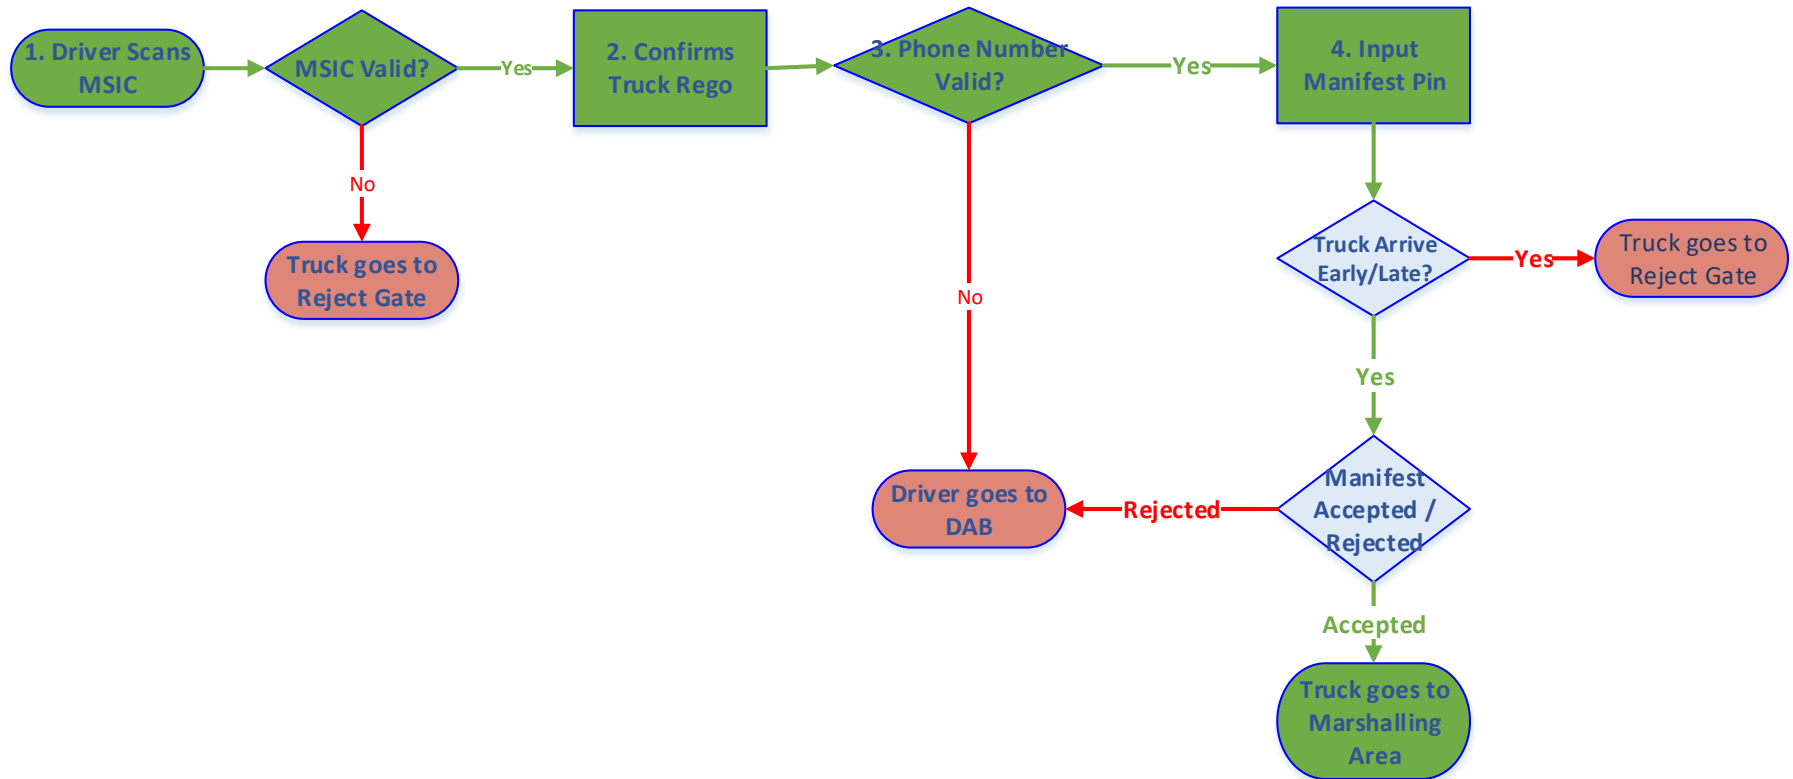 1. Driver Scans
MSIC
MSIC Valid?
Yes
2. Confirms
Truck Rego
3. Phone Number
Valid?
Yes
4. Input
Manifest Pin
No
Truck goes to
Reject Gate
No
Truck Arrive
Early/Late?
Yes
Truck goes to
Reject Gate
Yes
Manifest
Accepted /
Rejected
Rejected
Driver goes to
DAB
Accepted
Truck goes to
Marshalling
Area